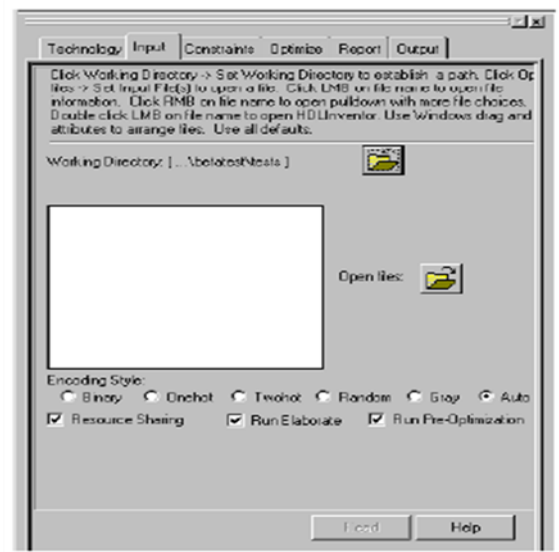 Technology Input Constraints Optimize Report Output
Click Working Directory -> Set Working Directory to establish a path. Click Op
files -> Set Input File(s) to open a file. Click LMB on file name to open file
information. Click RMB on file name to open pulldown with more file choices.
Double click LMB on file name to open HDLInventor. Use Windows drag and
attributes to arrange files. Use all defaults.
Working Directory: [ ...\betatest\tests ]
Open files:
Encoding Style:
Binary Onehot Twohot Random Gray Auto
Resource Sharing Run Elaborate Run Pre-Optimization
Read Help